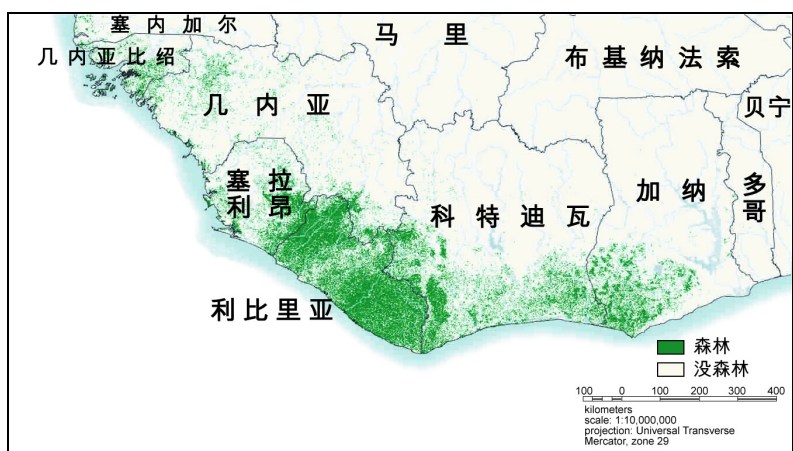 塞内加尔
马里
几内亚比绍
布基纳法索
几内亚
贝宁
塞拉
利昂
加纳
多
哥
科特迪瓦
利比里亚
森林
没森林
100 0 100 200 300 400
kilometers
scale: 1:10,000,000
projection: Universal Transverse
Mercator, zone 29